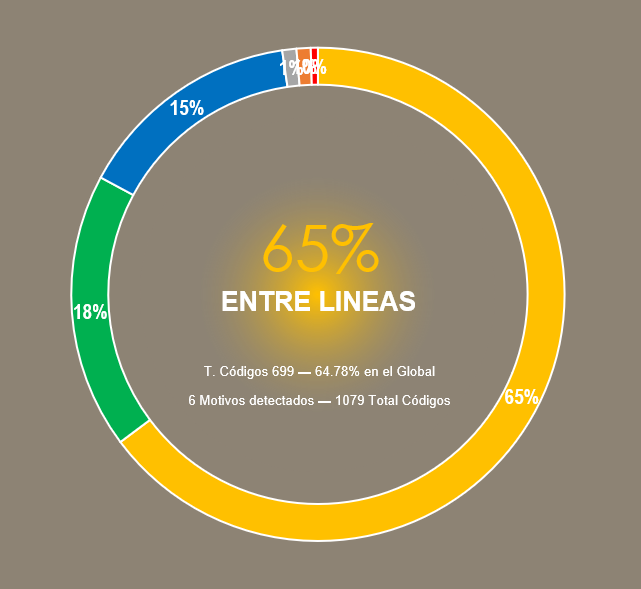 15%
18%
65%
ENTRE LINEAS
T. Códigos 699 — 64.78% en el Global
6 Motivos detectados — 1079 Total Códigos
65%